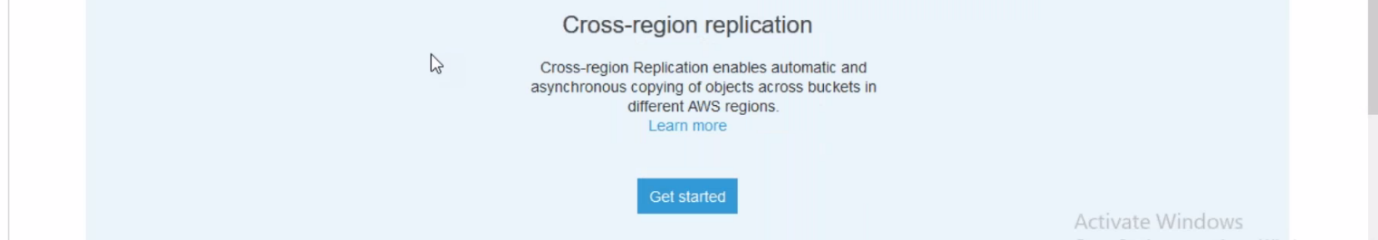 Cross-region replication
Cross-region Replication enables automatic and
asynchronous copying of objects across buckets in
different AWS regions.
Learn more
Get started
Activate Windows